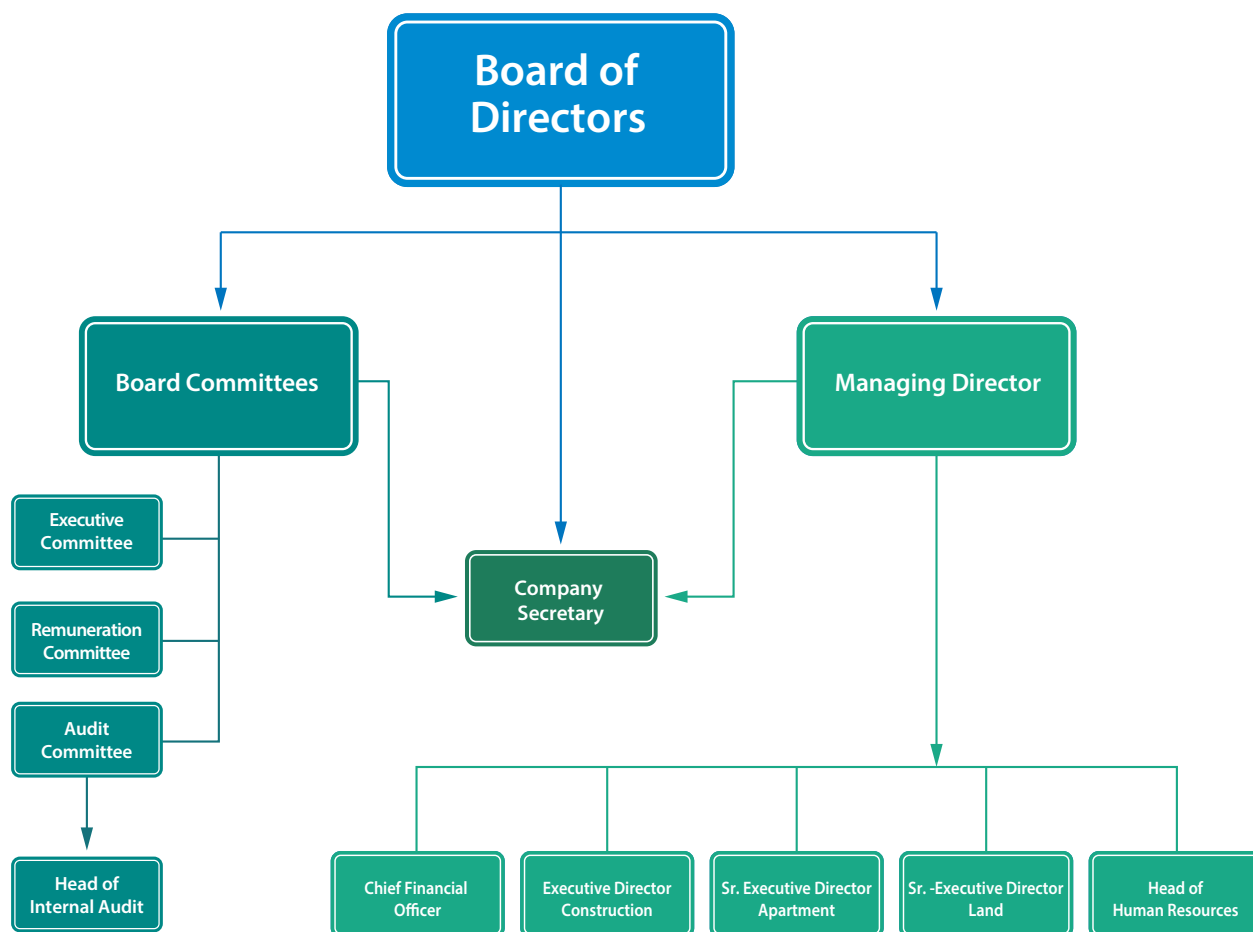 Board of
Directors
Board Committees
Managing Director
Executive
Committee
Company
Secretary
Remuneration
Committee
Audit
Committee
Head of
Internal Audit
Chief Financial
Officer
Executive Director
Construction
Sr. Executive Director
Apartment
Sr. -Executive Director
Land
Head of
Human Resources